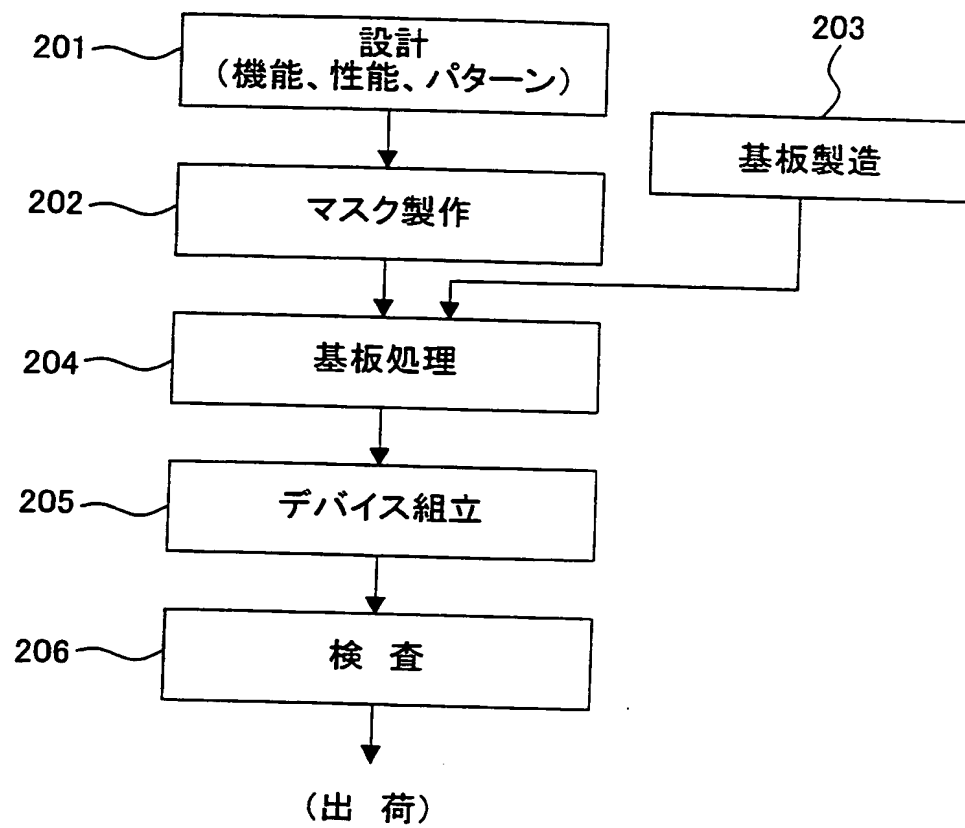 201
設計
(機能、性能、パターン)
203
基板製造
202
マスク製作
204
基板処理
205
デバイス組立
206
検 査
(出 荷)